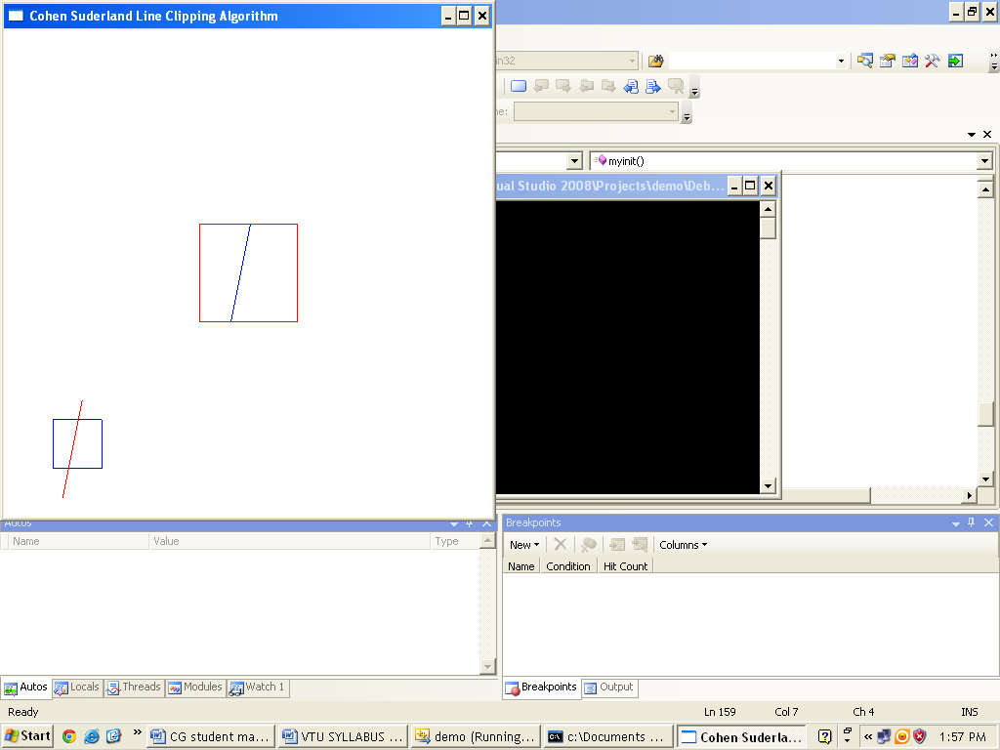 Cohen Suderland Line Clipping Algorithm
in32
ne:
myinit()
ual Studio 2008\Projects\demo\Deb...
Autos
Name Value Type
Breakpoints
New Columns
Name Condition Hit Count
Autos Locals Threads Modules Watch 1
Breakpoints Output
Ready Ln 159 Col 7 Ch 4 INS
Start CG student ma... VTU SYLLABUS ... demo (Running... c:\Documents ... Cohen Suderla... 1:57 PM